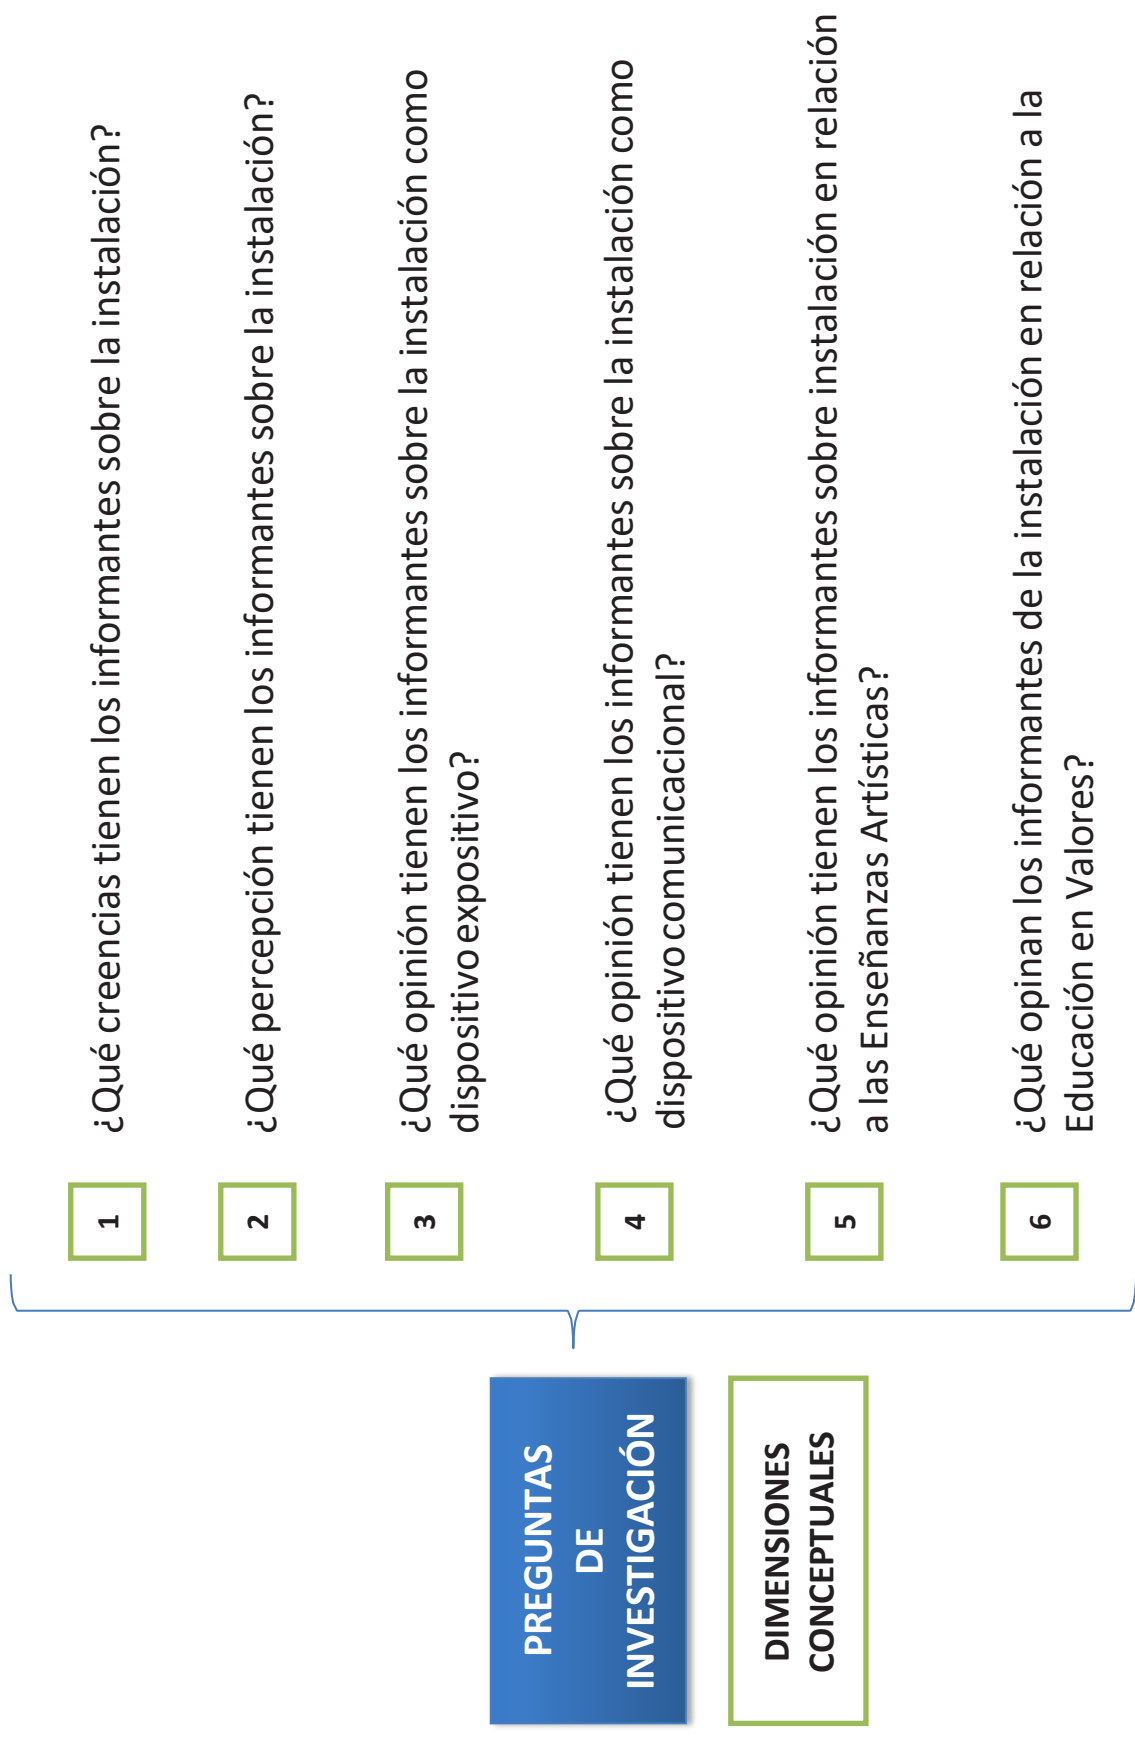 PREGUNTAS
DE
INVESTIGACIÓN
DIMENSIONES
CONCEPTUALES
1
¿Qué creencias tienen los informantes sobre la instalación?
2
¿Qué percepción tienen los informantes sobre la instalación?
3
¿Qué opinión tienen los informantes sobre la instalación como
dispositivo expositivo?
4
¿Qué opinión tienen los informantes sobre la instalación como
dispositivo comunicacional?
5
¿Qué opinión tienen los informantes sobre instalación en relación
a las Enseñanzas Artísticas?
6
¿Qué opinan los informantes de la instalación en relación a la
Educación en Valores?